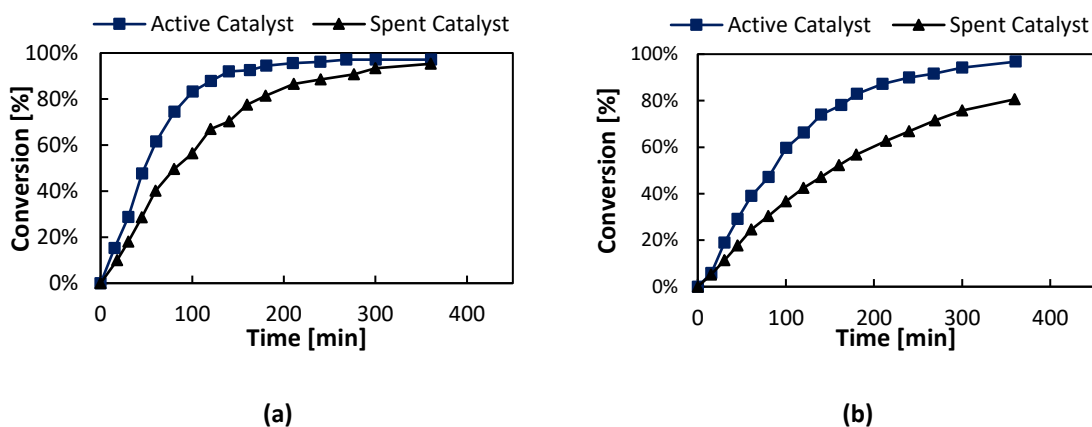 Active Catalyst Spent Catalyst
100%
80%
60%
40%
20%
0%
Conversion [%]
0 100 200 300 400
Time [min]
(a)
Active Catalyst Spent Catalyst
100%
80%
60%
40%
20%
0%
Conversion [%]
0 100 200 300 400
Time [min]
(b)